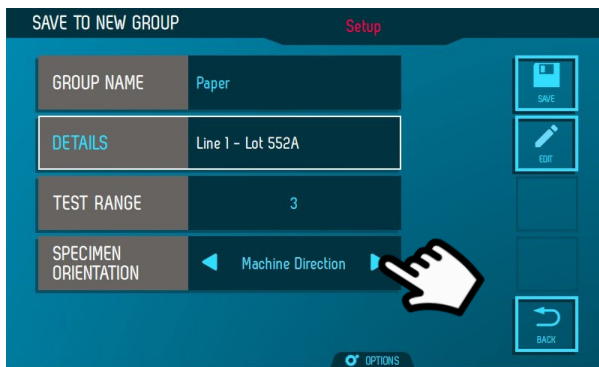 SAVE TO NEW GROUP
Setup
GROUP NAME
Paper
SAVE
DETAILS
Line 1 - Lot 552A
EDIT
TEST RANGE
3
SPECIMEN
ORIENTATION
Machine Direction
BACK
OPTIONS